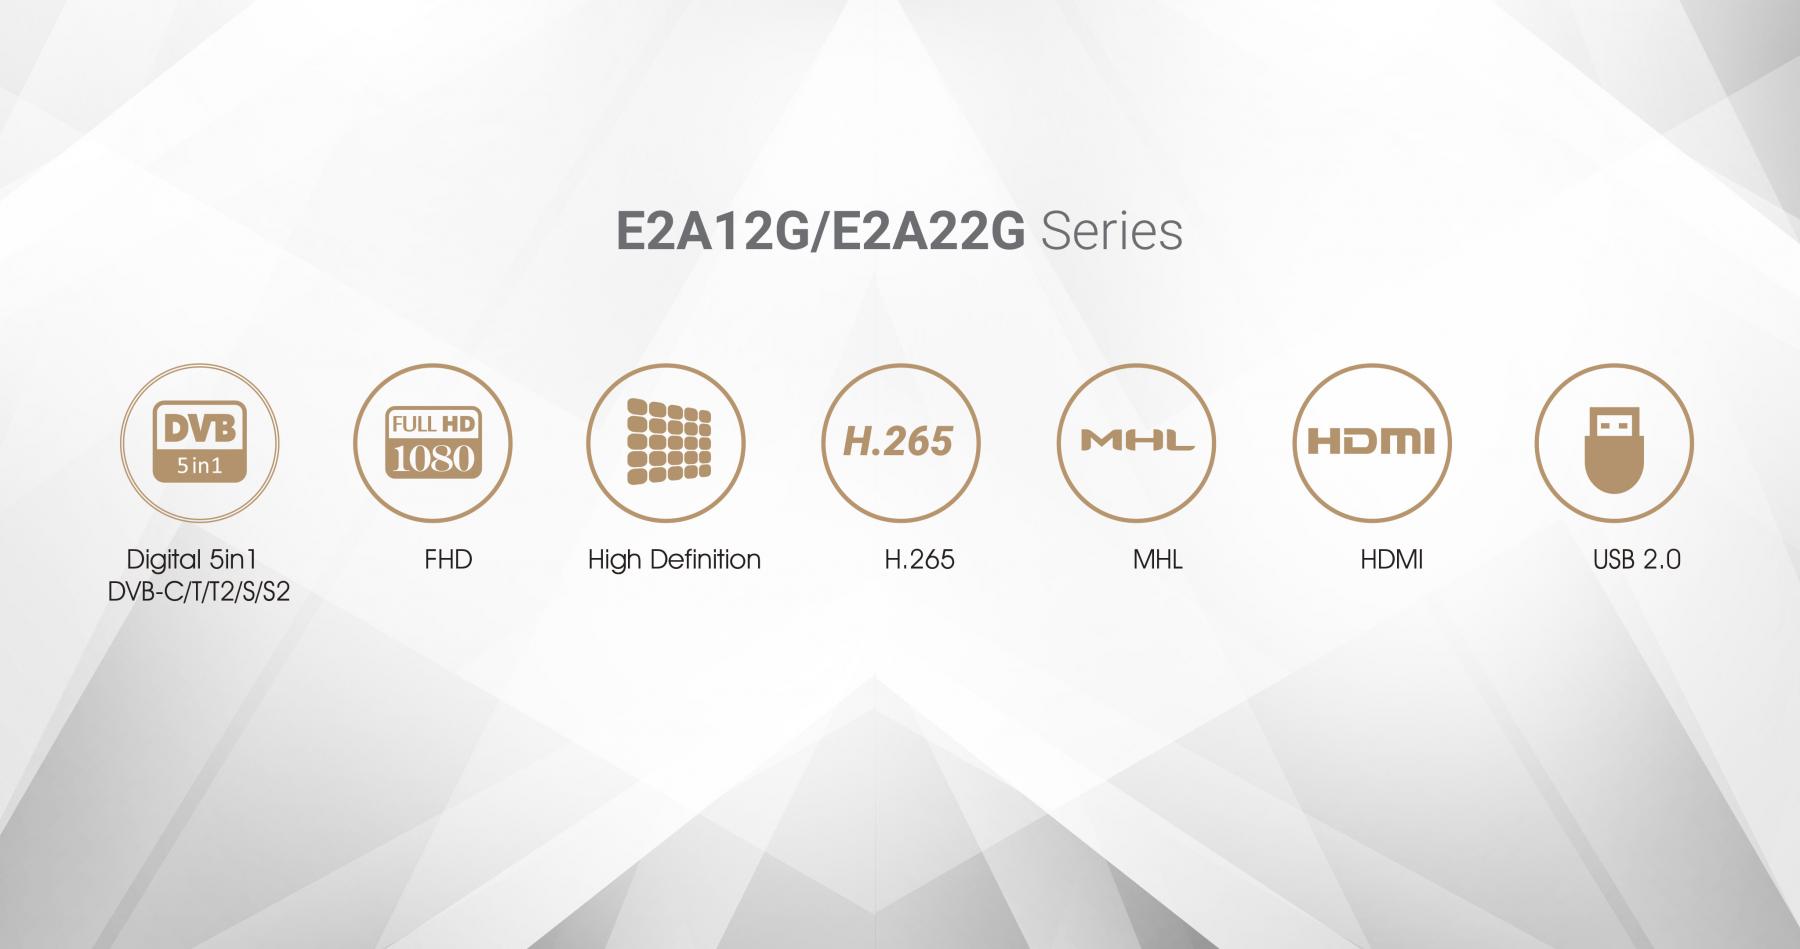 E2A12G/E2A22G Series
DVB
5in1
FULL HD
1080
H.265
MHL
HDMI
Digital 5in1
DVB-C/T/T2/S/S2
FHD
High Definition
H.265
MHL
HDMI
USB 2.0